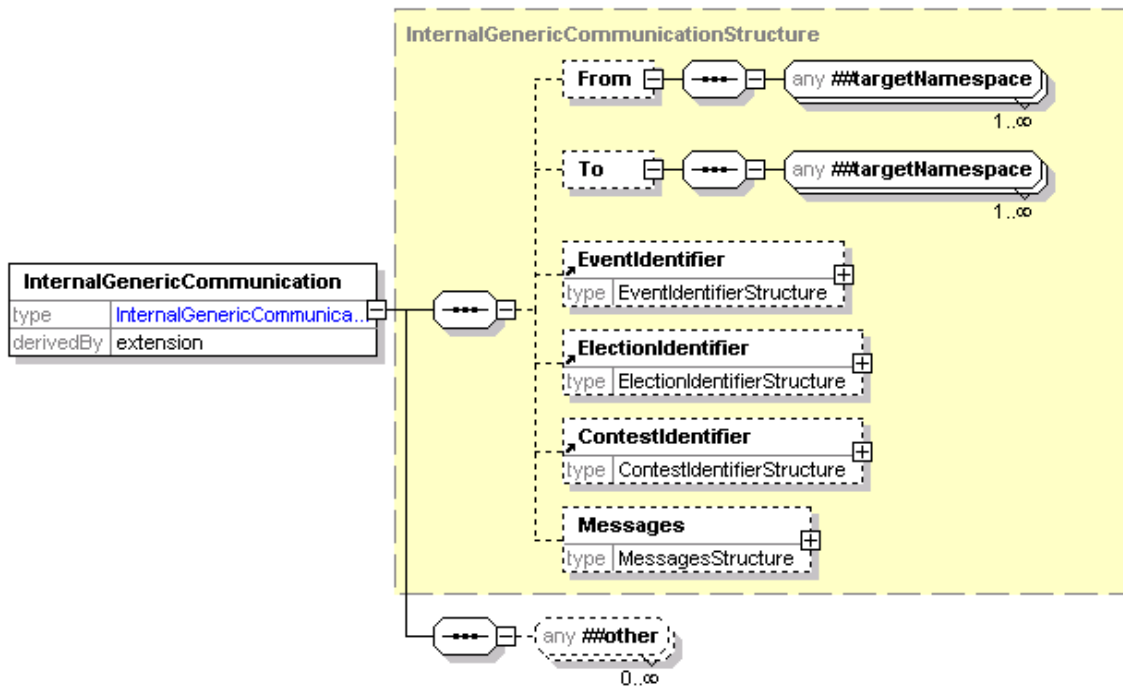 InternalGenericCommunicationStructure
From
any ##targetNamespace
1..∞
To
any ##targetNamespace
1..∞
EventIdentifier
type EventIdentifierStructure
InternalGenericCommunication
type InternalGenericCommunica...
derivedBy extension
ElectionIdentifier
type ElectionIdentifierStructure
ContestIdentifier
type ContestIdentifierStructure
Messages
type MessagesStructure
any ##other
0..∞